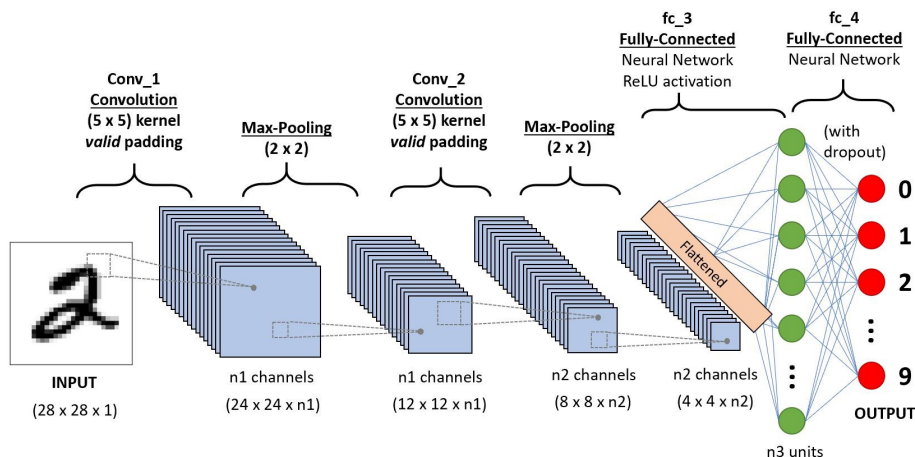 fc_3
Fully-Connected
Neural Network
ReLU activation
fc_4
Fully-Connected
Neural Network
Conv_1
Convolution
(5 x 5) kernel
valid padding
Max-Pooling
(2 x 2)
Conv_2
Convolution
(5 x 5) kernel
valid padding
Max-Pooling
(2 x 2)
(with
dropout)
0
1
2
9
Flattened
2
INPUT
(28 x 28 x 1)
n1 channels
(24 x 24 x n1)
n1 channels
(12 x 12 x n1)
n2 channels
(8 x 8 x n2)
n2 channels
(4 x 4 x n2)
OUTPUT
n3 units